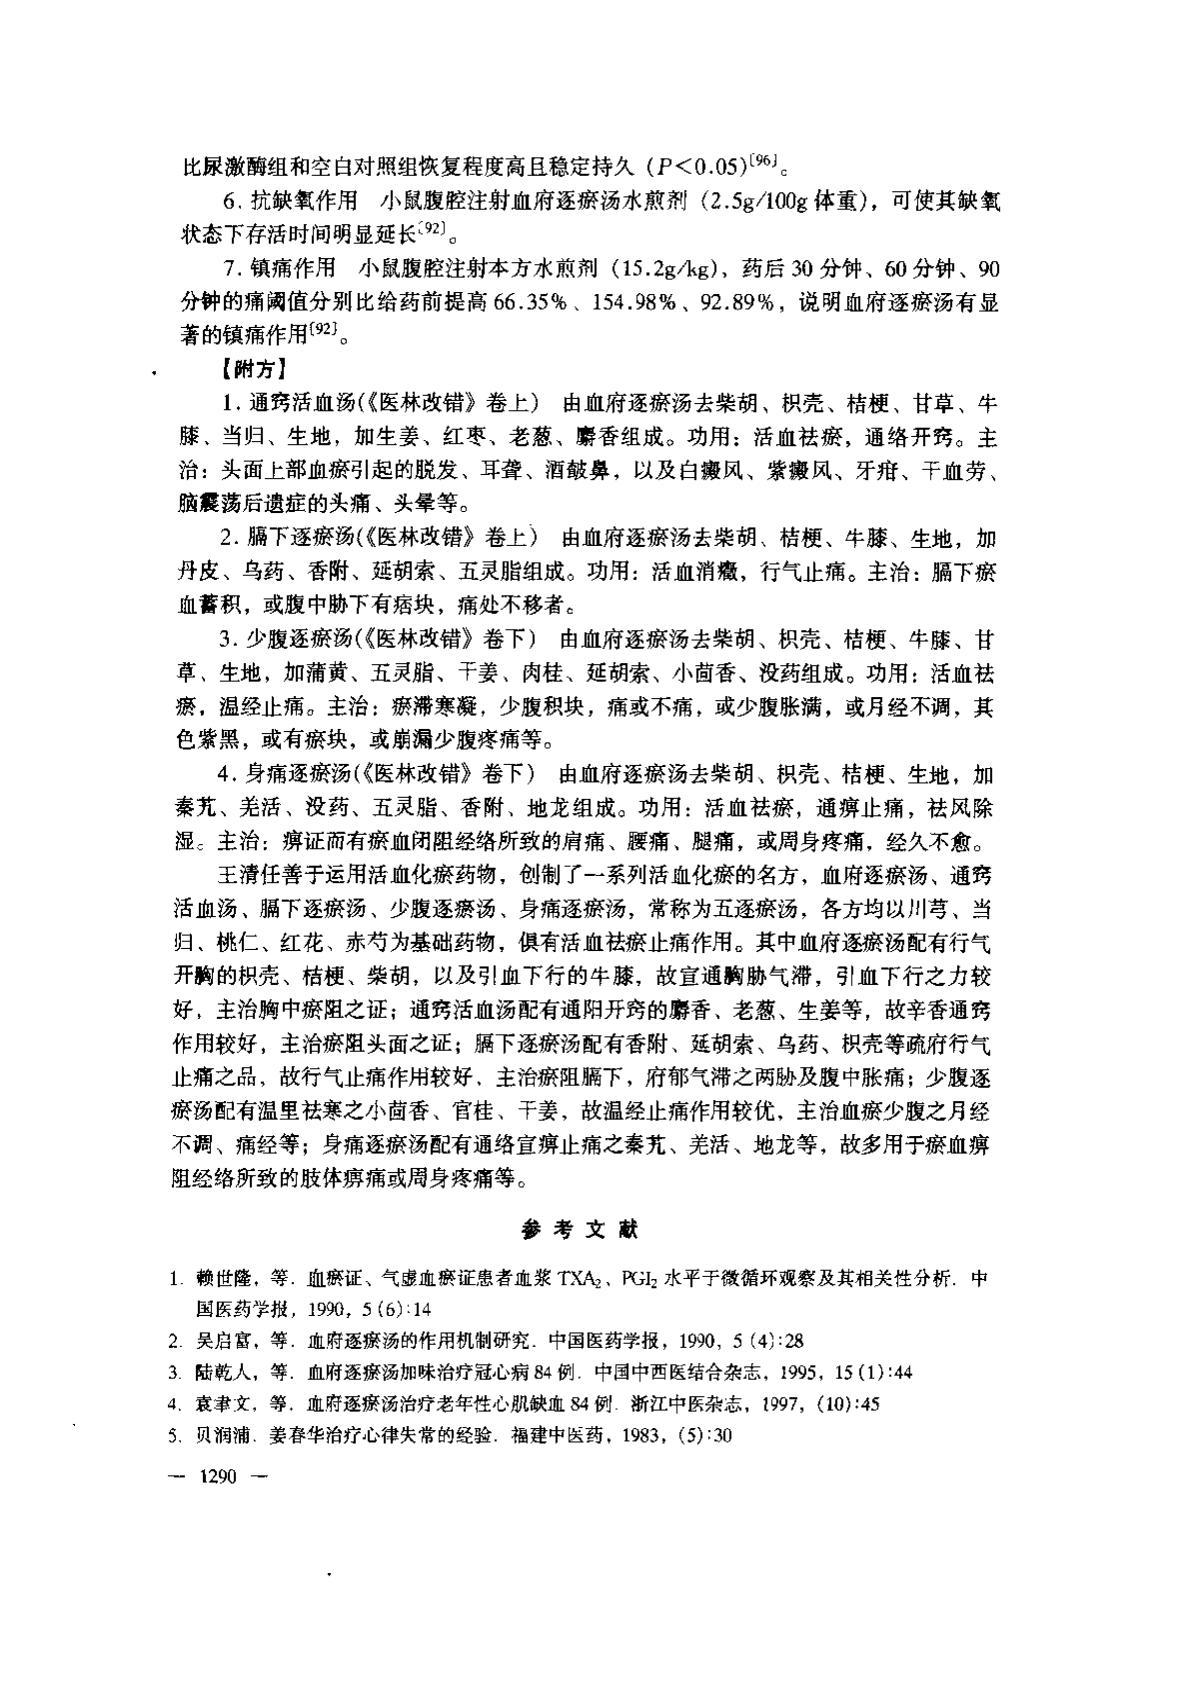 比尿激酶组和空白对照组恢复程度高且稳定持久（P<0.05)〔96〕。
6. 抗缺氧作用　小鼠腹腔注射血府逐瘀汤水煎剂（2.5g/100g 体重)，可使其缺氧
状态下存活时间明显延长〔92〕。
7. 镇痛作用　小鼠腹腔注射本方水煎剂（15.2g/kg)，药后 30 分钟、60 分钟、90
分钟的痛阈值分别比给药前提高 66.35%、154.98%、92.89%，说明血府逐瘀汤有显
著的镇痛作用〔92〕。
【附方】
1. 通窍活血汤(《医林改错》卷上）　由血府逐瘀汤去柴胡、枳壳、桔梗、甘草、牛
膝、当归、生地，加生姜、红枣、老葱、麝香组成。功用：活血祛瘀，通络开窍。主
治：头面上部血瘀引起的脱发、耳聋、酒皶鼻，以及白癜风、紫癜风、牙疳、干血劳、
脑震荡后遗症的头痛、头晕等。
2. 膈下逐瘀汤(《医林改错》卷上）　由血府逐瘀汤去柴胡、桔梗、牛膝、生地，加
丹皮、乌药、香附、延胡索、五灵脂组成。功用：活血消癥，行气止痛。主治：膈下瘀
血蓄积，或腹中胁下有痞块，痛处不移者。
3. 少腹逐瘀汤(《医林改错》卷下）　由血府逐瘀汤去柴胡、枳壳、桔梗、牛膝、甘
草、生地，加蒲黄、五灵脂、干姜、肉桂、延胡索、小茴香、没药组成。功用：活血祛
瘀，温经止痛。主治：瘀滞寒凝，少腹积块，痛或不痛，或少腹胀满，或月经不调，其
色紫黑，或有瘀块，或崩漏少腹疼痛等。
4. 身痛逐瘀汤(《医林改错》卷下）　由血府逐瘀汤去柴胡、枳壳、桔梗、生地，加
秦艽、羌活、没药、五灵脂、香附、地龙组成。功用：活血祛瘀，通痹止痛，祛风除
湿。主治：痹证而有瘀血闭阻经络所致的肩痛、腰痛、腿痛，或周身疼痛，经久不愈。
王清任善于运用活血化瘀药物，创制了一系列活血化瘀的名方，血府逐瘀汤、通窍
活血汤、膈下逐瘀汤、少腹逐瘀汤、身痛逐瘀汤，常称为五逐瘀汤，各方均以川芎、当
归、桃仁、红花、赤芍为基础药物，俱有活血祛瘀止痛作用。其中血府逐瘀汤配有行气
开胸的枳壳、桔梗、柴胡，以及引血下行的牛膝，故宣通胸胁气滞，引血下行之力较
好，主治胸中瘀阻之证；通窍活血汤配有通阳开窍的麝香、老葱、生姜等，故辛香通窍
作用较好，主治瘀阻头面之证；膈下逐瘀汤配有香附、延胡索、乌药、枳壳等疏府行气
止痛之品，故行气止痛作用较好，主治瘀阻膈下，府郁气滞之两胁及腹中胀痛；少腹逐
瘀汤配有温里祛寒之小茴香、官桂、干姜，故温经止痛作用较优，主治血瘀少腹之月经
不调、痛经等；身痛逐瘀汤配有通络宣痹止痛之秦艽、羌活、地龙等，故多用于瘀血痹
阻经络所致的肢体痹痛或周身疼痛等。
参考文献
1. 赖世隆，等．血瘀证、气虚血瘀证患者血浆 TXA₂、PGI₂ 水平于微循环观察及其相关性分析．中
国医药学报，1990，5 (6):14
2. 吴启富，等．血府逐瘀汤的作用机制研究．中国医药学报，1990，5 (4):28
3. 陆乾人，等．血府逐瘀汤加味治疗冠心病 84 例．中国中西医结合杂志，1995，15 (1):44
4. 袁聿文，等．血府逐瘀汤治疗老年性心肌缺血 84 例．浙江中医杂志，1997，(10):45
5. 贝润浦．姜春华治疗心律失常的经验．福建中医药，1983，(5):30
— 1290 —